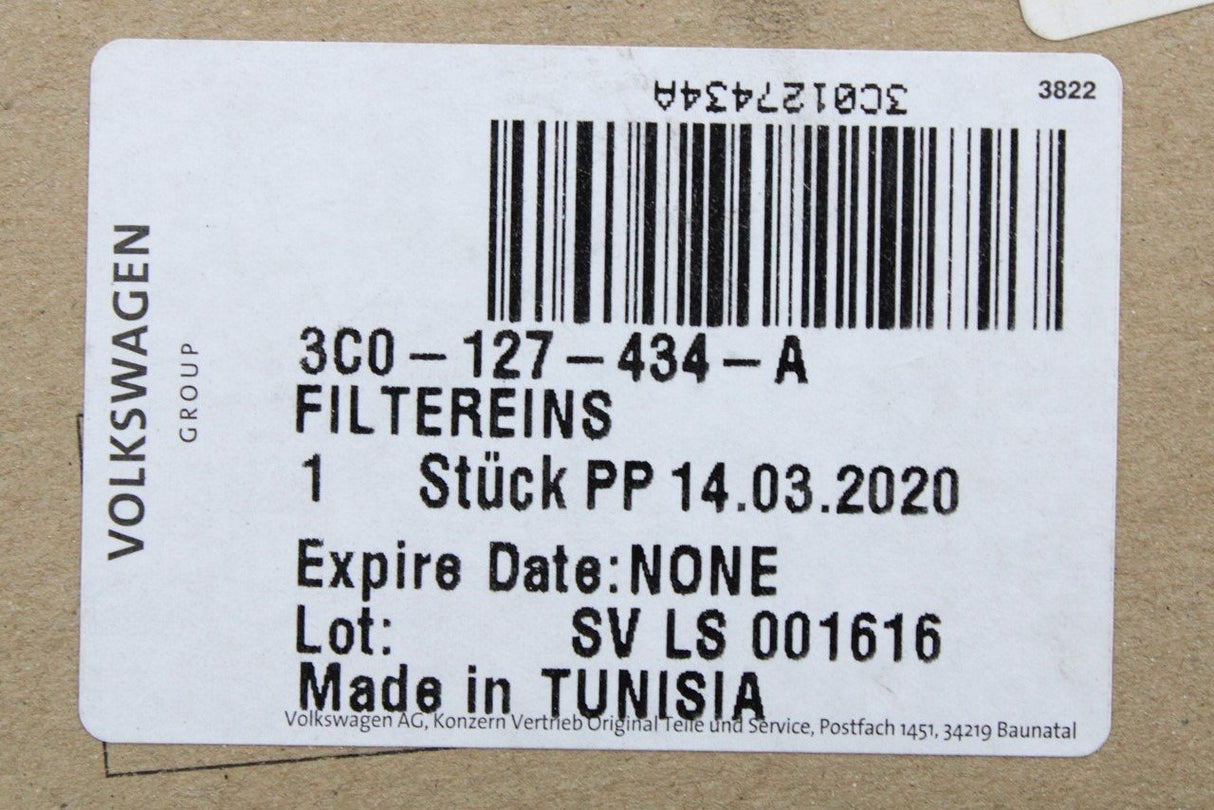 3C0127434A
3822
VOLKSWAGEN
GROUP
3C0-127-434-A
FILTEREINS
1 Stück PP 14.03.2020
Expire Date:NONE
Lot: SV LS 001616
Made in TUNISIA
Volkswagen AG, Konzern Vertrieb Original Teile und Service, Postfach 1451, 34219 Baunatal